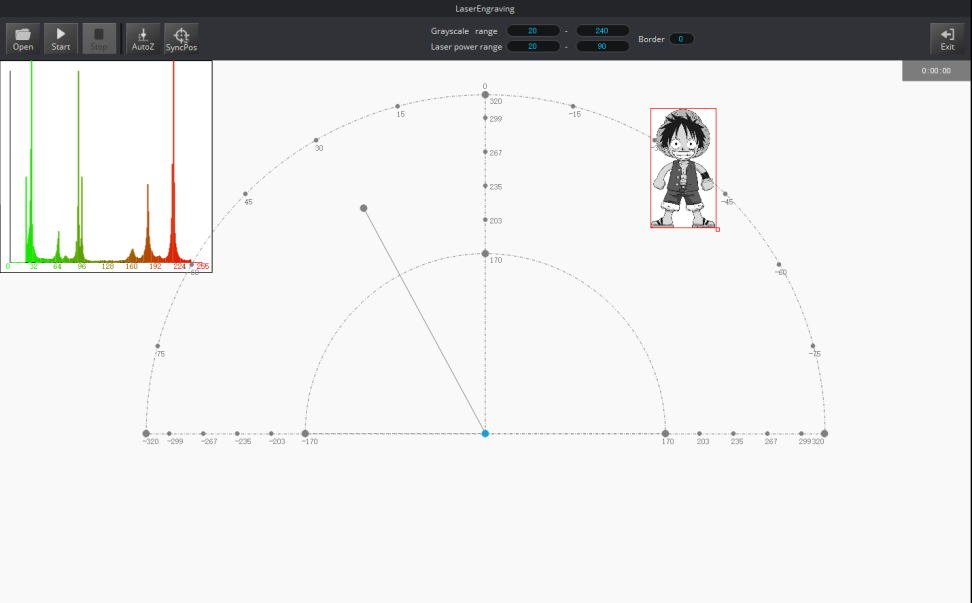 LaserEngraving
Open Start Stop AutoZ SyncPos
Grayscale range 20 - 240
Laser power range 20 - 90
Border 0
Exit
0:00:00
0 32 64 96 128 160 192 224 256
0
15
-15
30
45
-45
60
-60
75
-75
320
299
267
235
203
170
-320 -299 -267 -235 -203 -170 170 203 235 267 299 320